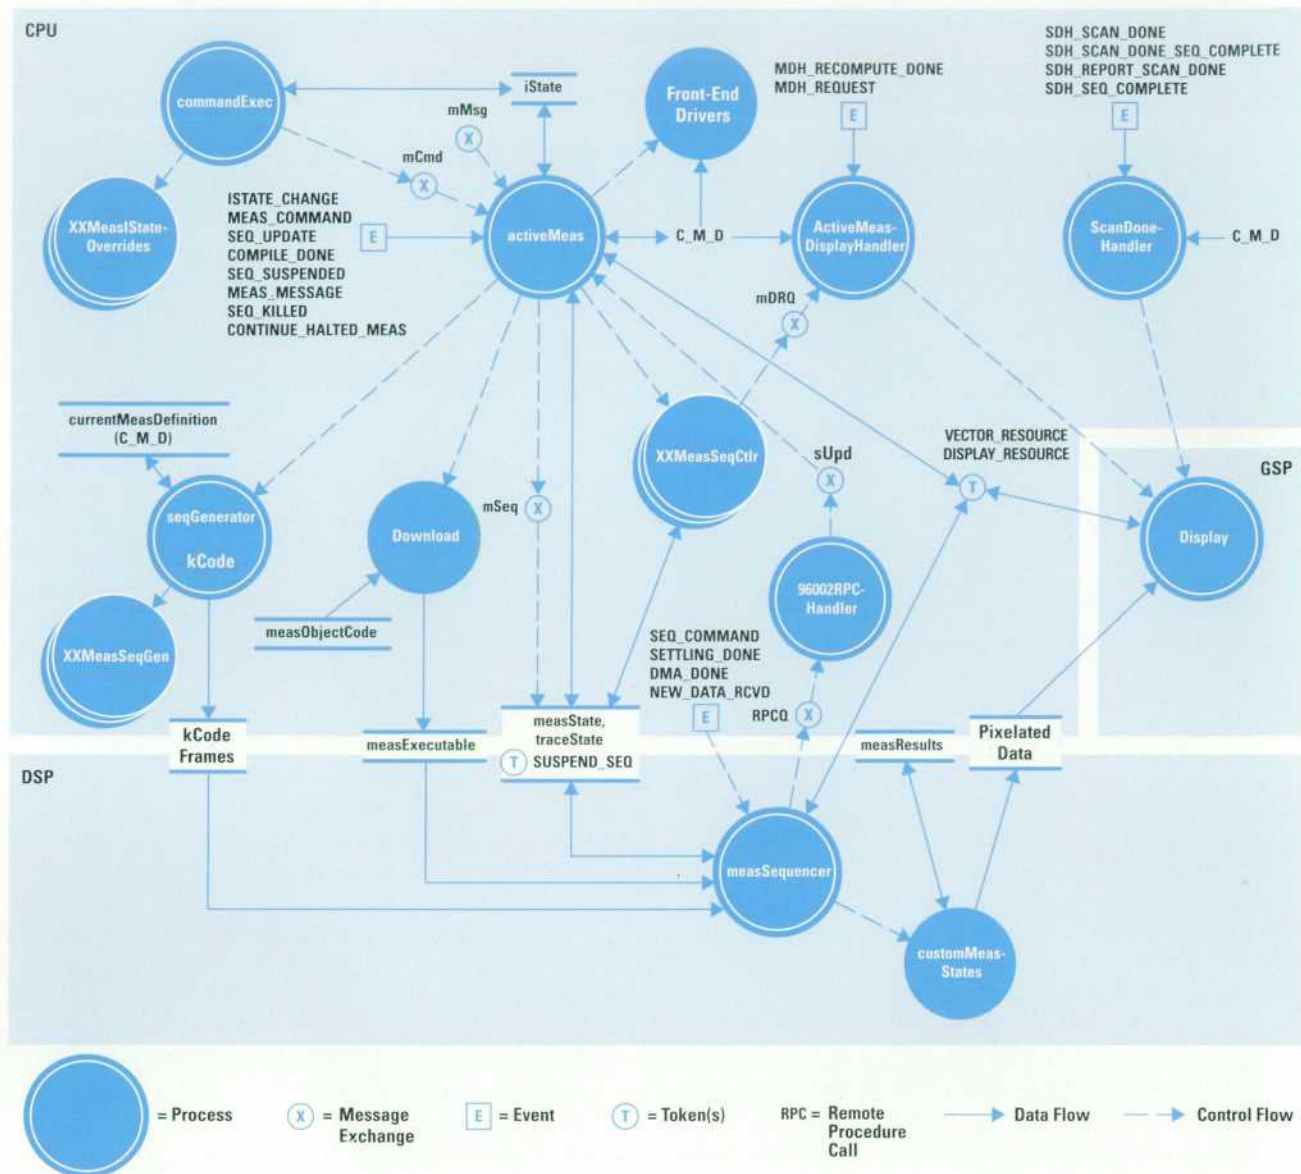 CPU
commandExec
iState
mMsg
X
mCmd
X
Front-End
Drivers
MDH_RECOMPUTE_DONE
MDH_REQUEST
E
SDH_SCAN_DONE
SDH_SCAN_DONE_SEQ_COMPLETE
SDH_REPORT_SCAN_DONE
SDH_SEQ_COMPLETE
E
XXMeasIState-
Overrides
ISTATE_CHANGE
MEAS_COMMAND
SEQ_UPDATE
COMPILE_DONE
SEQ_SUSPENDED
MEAS_MESSAGE
SEQ_KILLED
CONTINUE_HALTED_MEAS
E
activeMeas
C_M_D
ActiveMeas-
DisplayHandler
ScanDone-
Handler
C_M_D
mDRQ
X
currentMeasDefinition
(C_M_D)
seqGenerator
kCode
Download
mSeq
X
XXMeasSeqCtlr
sUpd
X
VECTOR_RESOURCE
DISPLAY_RESOURCE
T
GSP
Display
96002RPC-
Handler
measObjectCode
XXMeasSeqGen
SEQ_COMMAND
SETTLING_DONE
DMA_DONE
NEW_DATA_RCVD
E
RPCQ
X
kCode
Frames
measExecutable
measState,
traceState
T SUSPEND_SEQ
measResults
Pixelated
Data
DSP
measSequencer
customMeas-
States
= Process
X = Message
Exchange
E = Event
T = Token(s)
RPC = Remote
Procedure
Call
Data Flow
Control Flow